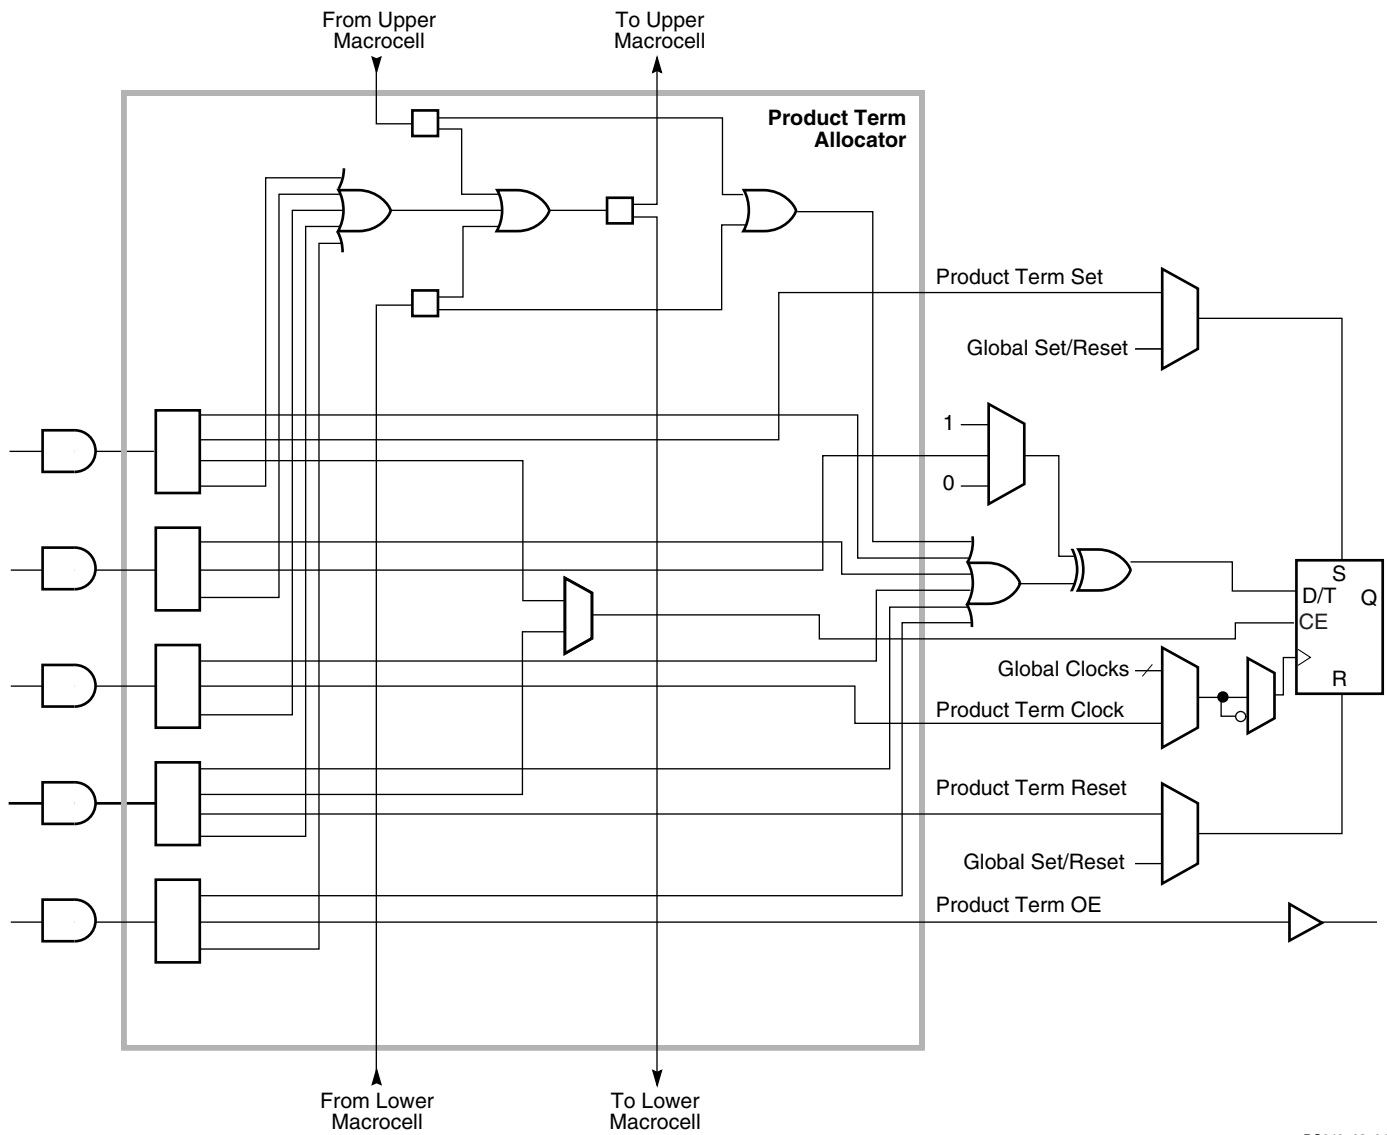 From Upper
Macrocell
To Upper
Macrocell
Product Term
Allocator
Product Term Set
Global Set/Reset
1
0
S
D/T
Q
CE
R
Global Clocks
Product Term Clock
Product Term Reset
Global Set/Reset
Product Term OE
From Lower
Macrocell
To Lower
Macrocell